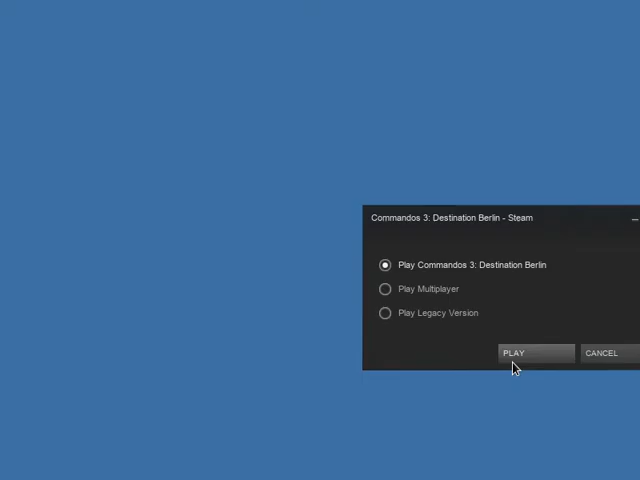 Commandos 3: Destination Berlin - Steam
Play Commandos 3: Destination Berlin
Play Multiplayer
Play Legacy Version
PLAY
CANCEL